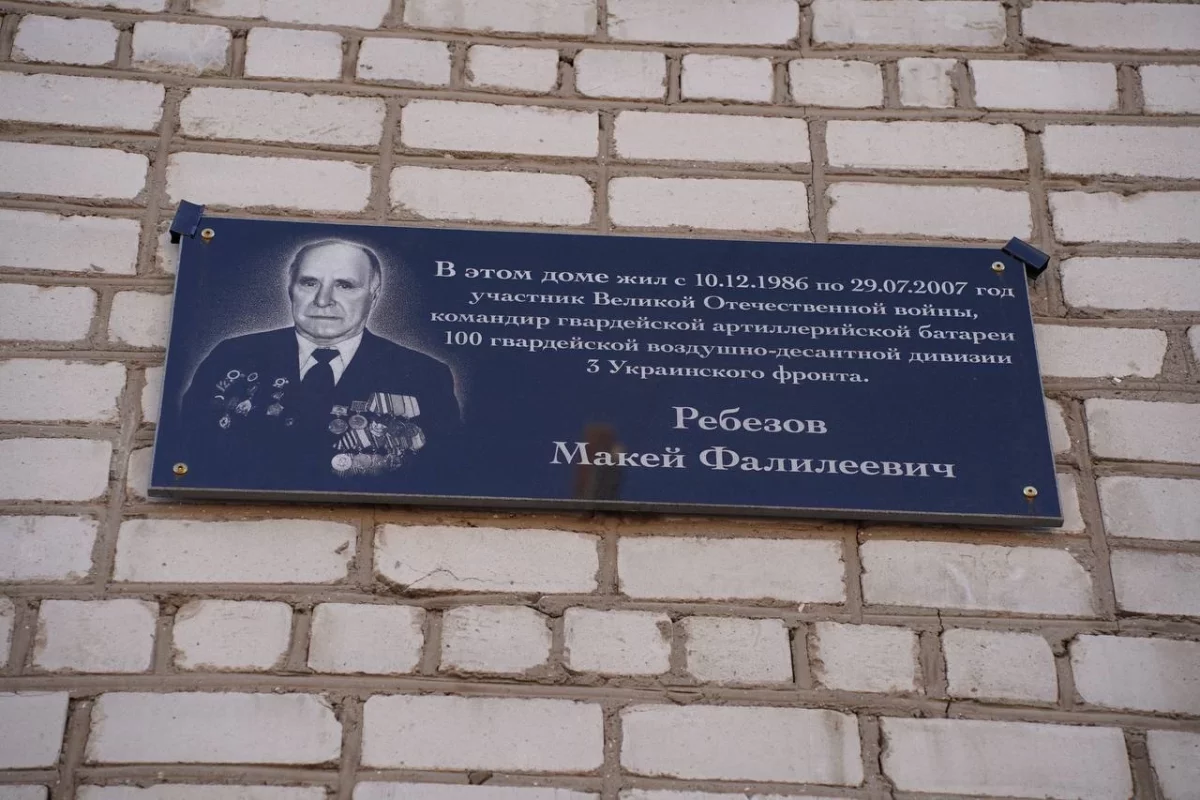 В этом доме жил с 10.12.1986 по 29.07.2007 год
участник Великой Отечественной войны,
командир гвардейской артиллерийской батареи
100 гвардейской воздушно-десантной дивизии
3 Украинского фронта.
Ребезов
Макей Фалилеевич